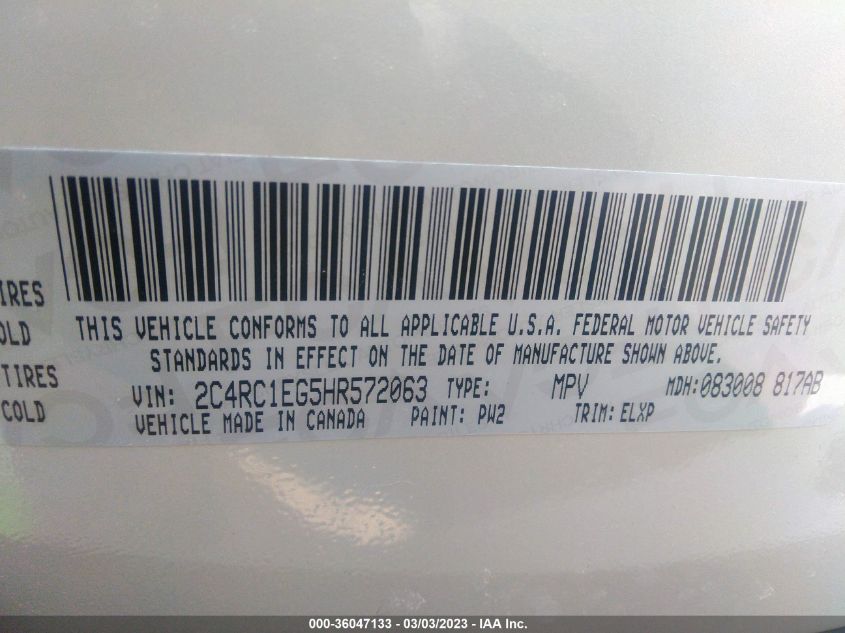 IRES
OLD
TIRES
COLD
THIS VEHICLE CONFORMS TO ALL APPLICABLE U.S.A. FEDERAL MOTOR VEHICLE SAFETY
STANDARDS IN EFFECT ON THE DATE OF MANUFACTURE SHOWN ABOVE.
VIN: 2C4RC1EG5HR572063 TYPE: MPV MDH:083008 817AB
VEHICLE MADE IN CANADA PAINT: PW2 TRIM: ELXP
000-36047133 - 03/03/2023 - IAA Inc.